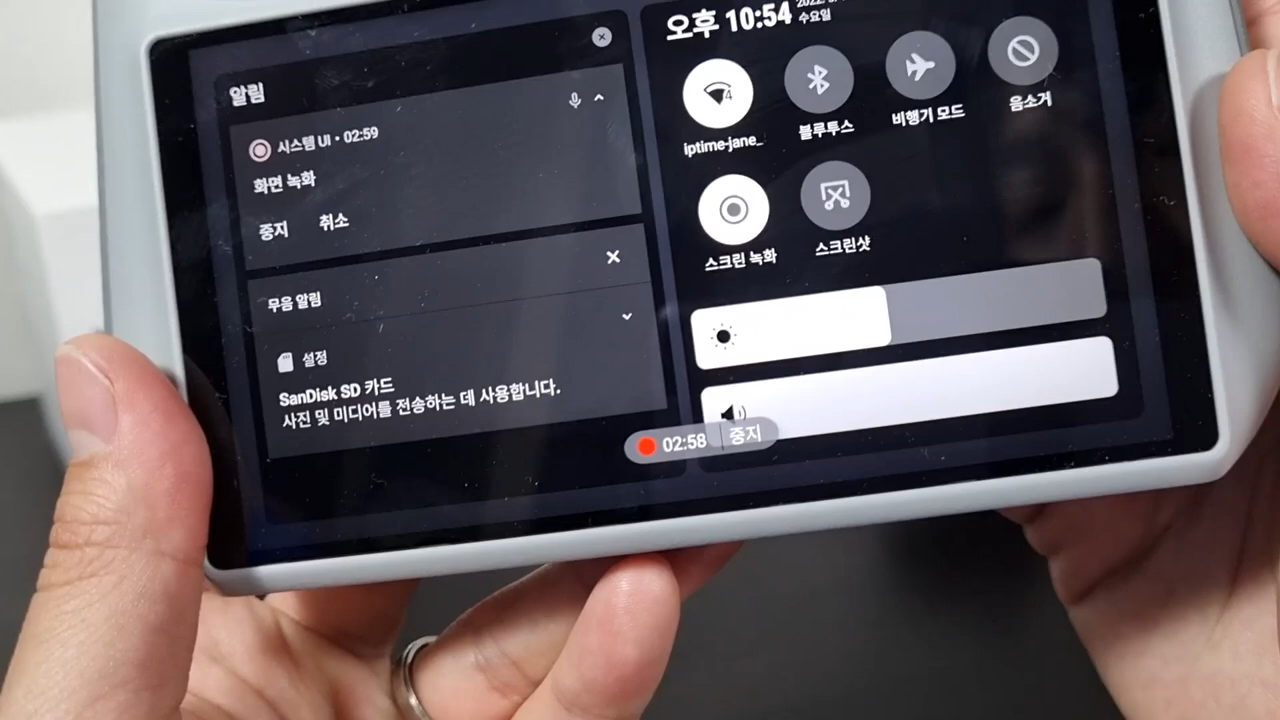 알림
시스템 UI • 02:59
화면 녹화
중지 취소
무음 알림
설정
SanDisk SD 카드
사진 및 미디어를 전송하는 데 사용합니다.
오후 10:54
수요일
4
iptime-jane_
블루투스
비행기 모드
음소거
스크린 녹화
스크린샷
02:58 중지